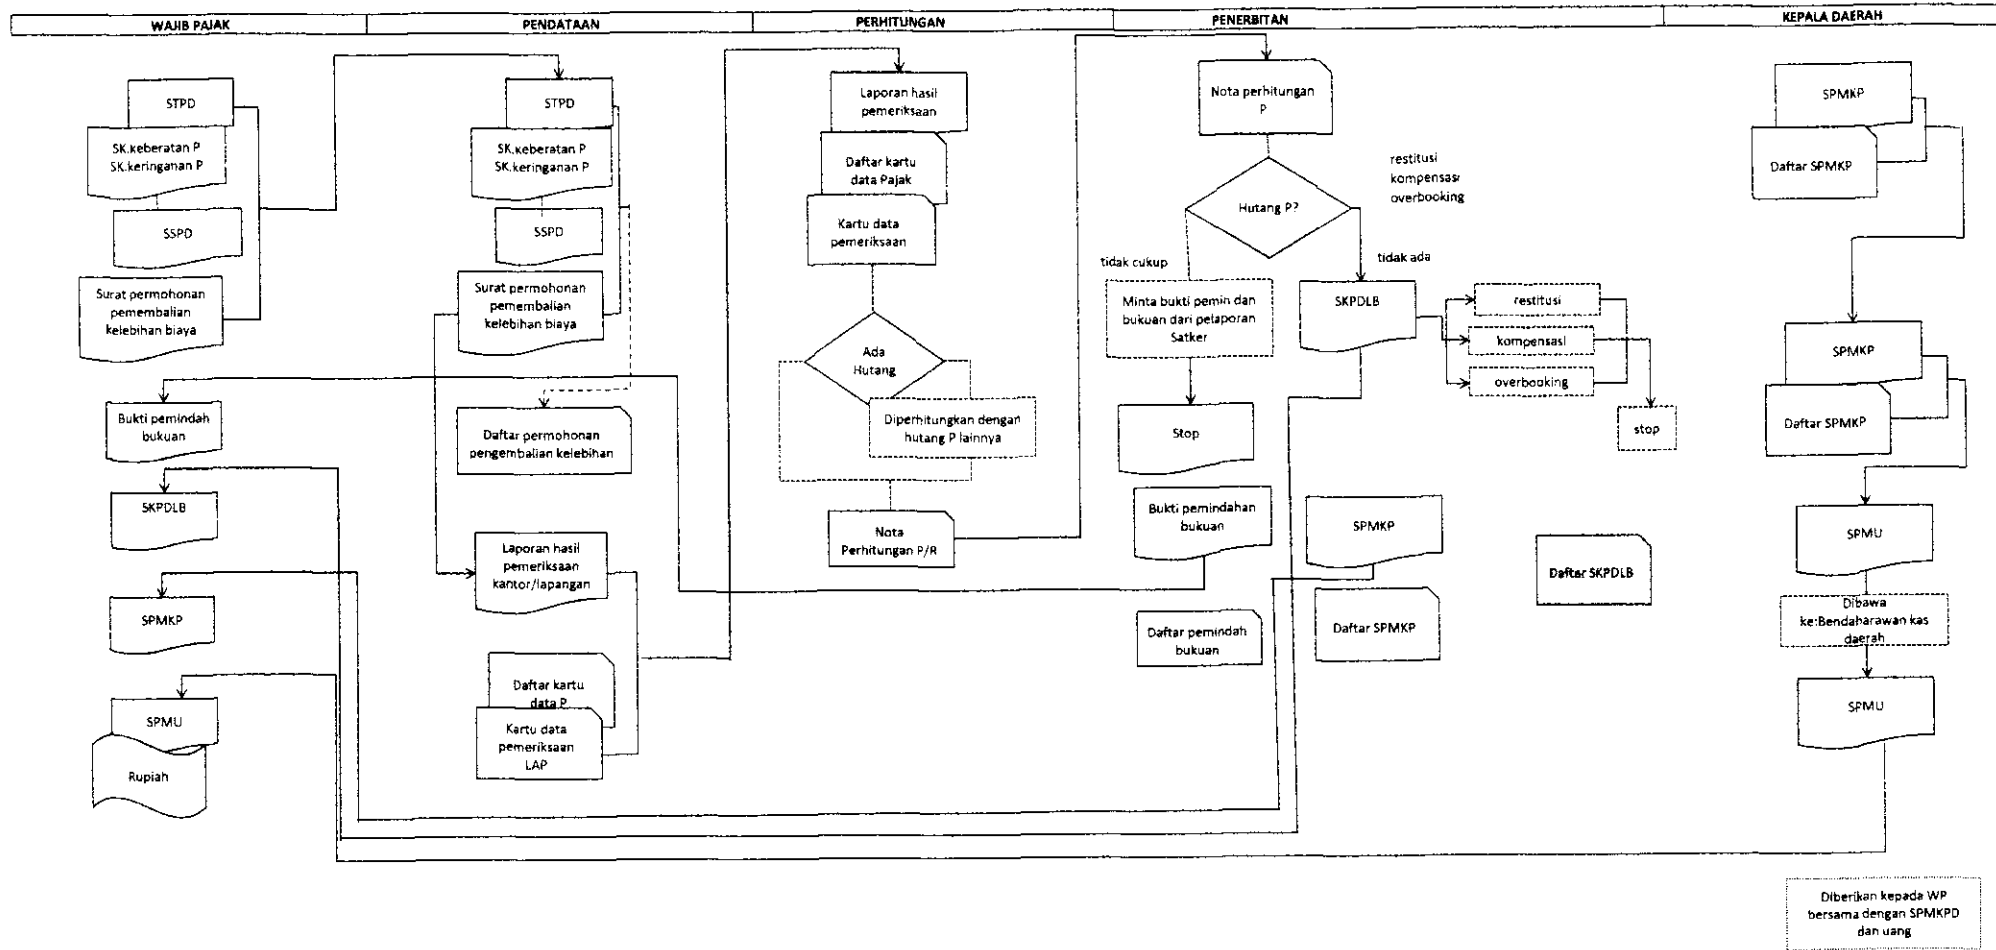 WAJIB PAJAK
PENDATAAN
PERHITUNGAN
PENERBITAN
KEPALA DAERAH
STPD
SK.keberatan P
SK.keringanan P
SSPD
Surat permohonan
pemembalian
kelebihan biaya
Bukti pemindah
bukuan
SKPDLB
SPMKP
SPMU
Rupiah
STPD
SK.keberatan P
SK.keringanan P
SSPD
Surat permohonan
pemembalian
kelebihan biaya
Daftar permohonan
pengembalian kelebihan
Laporan hasil
pemeriksaan
kantor/lapangan
Daftar kartu
data P
Kartu data
pemeriksaan
LAP
Laporan hasil
pemeriksaan
Daftar kartu
data Pajak
Kartu data
pemeriksaan
Ada
Hutang
Diperhitungkan dengan
hutang P lainnya
Nota
Perhitungan P/R
Nota perhitungan
P
restitusi
kompensasi
overbooking
Hutang P?
tidak cukup
tidak ada
Minta bukti pemin dan
bukuan dari pelaporan
Satker
SKPDLB
restitusi
kompensasi
overbooking
stop
Stop
Bukti pemindahan
bukuan
SPMKP
Daftar SKPDLB
Daftar pemindah
bukuan
Daftar SPMKP
SPMKP
Daftar SPMKP
SPMKP
Daftar SPMKP
SPMU
Dibawa
ke:Bendaharawan kas
daerah
SPMU
Diberikan kepada WP
bersama dengan SPMKPD
dan uang